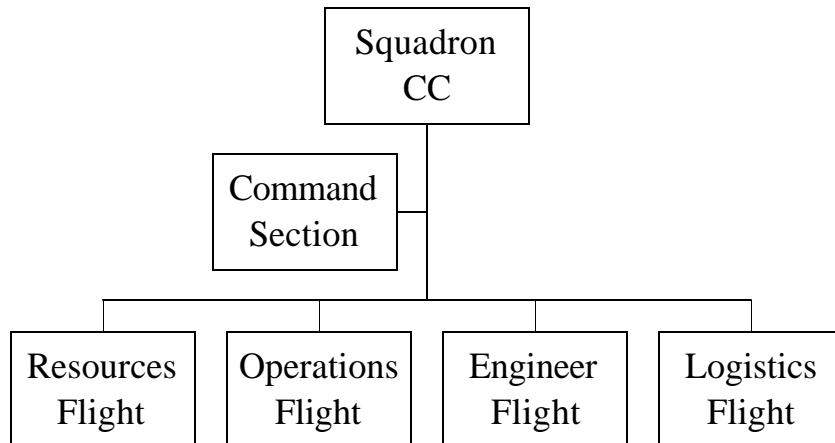 Squadron
CC
Command
Section
Resources
Flight
Operations
Flight
Engineer
Flight
Logistics
Flight